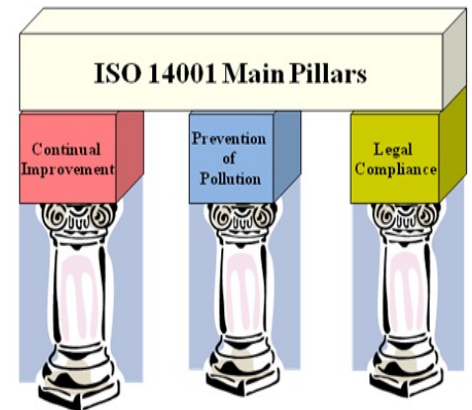 ISO 14001 Main Pillars
Continual
Improvement
Prevention
of
Pollution
Legal
Compliance